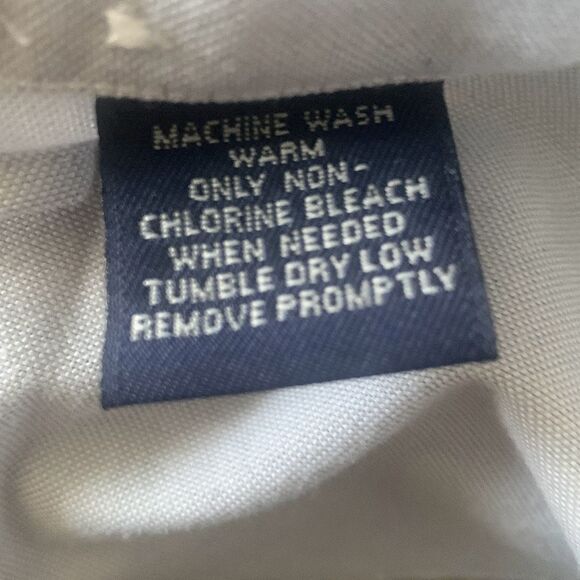 MACHINE WASH
WARM
ONLY NON-
CHLORINE BLEACH
WHEN NEEDED
TUMBLE DRY LOW
REMOVE PROMPTLY